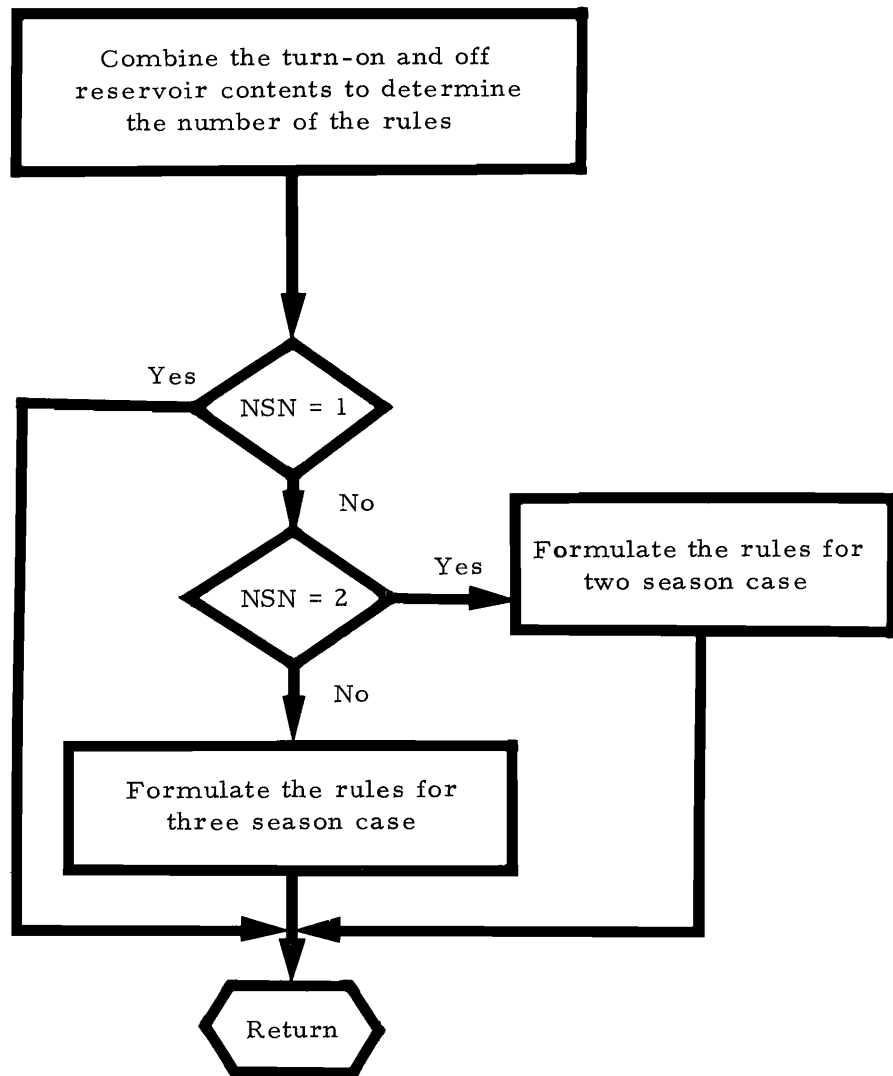 Combine the turn-on and off
reservoir contents to determine
the number of the rules
Yes
NSN = 1
No
NSN = 2
Yes
Formulate the rules for
two season case
No
Formulate the rules for
three season case
Return